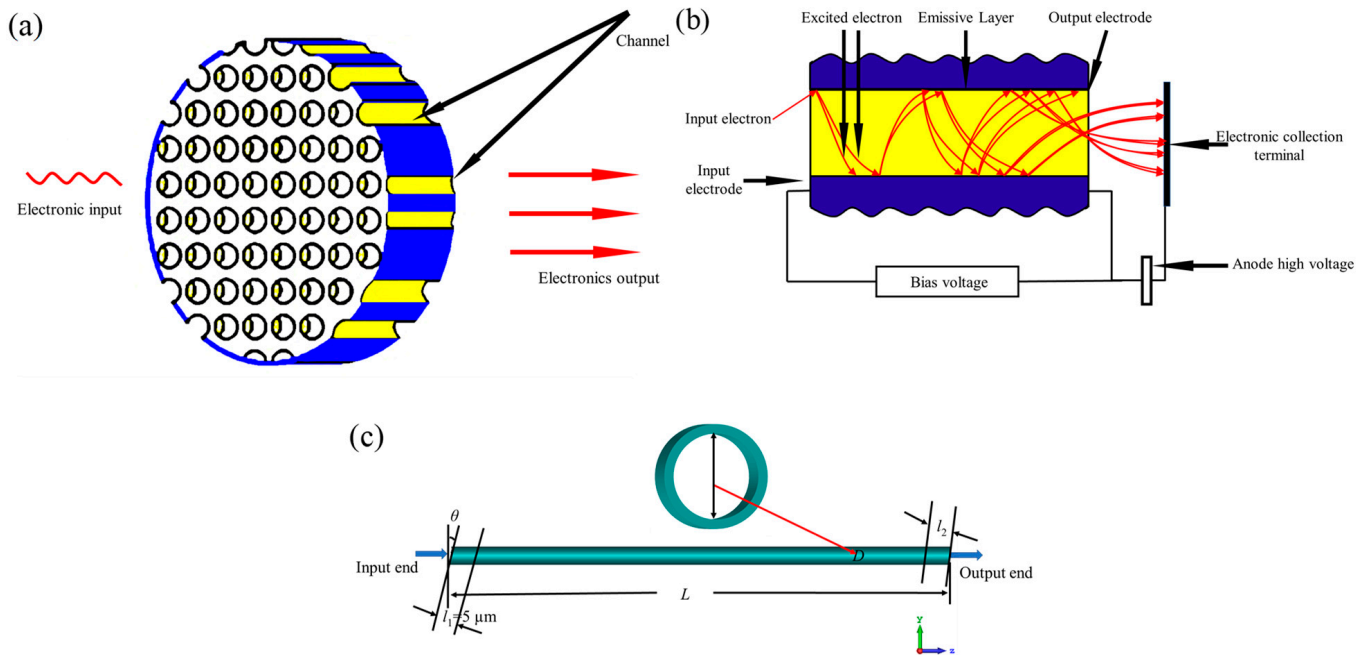 (a)
Channel
Electronic input
Electronics output
(b)
Excited electron
Emissive Layer
Output electrode
Input electron
Input
electrode
Electronic collection
terminal
Anode high voltage
Bias voltage
(c)
θ
l₂
D
Input end
Output end
L
l₁=5 μm
Y
z